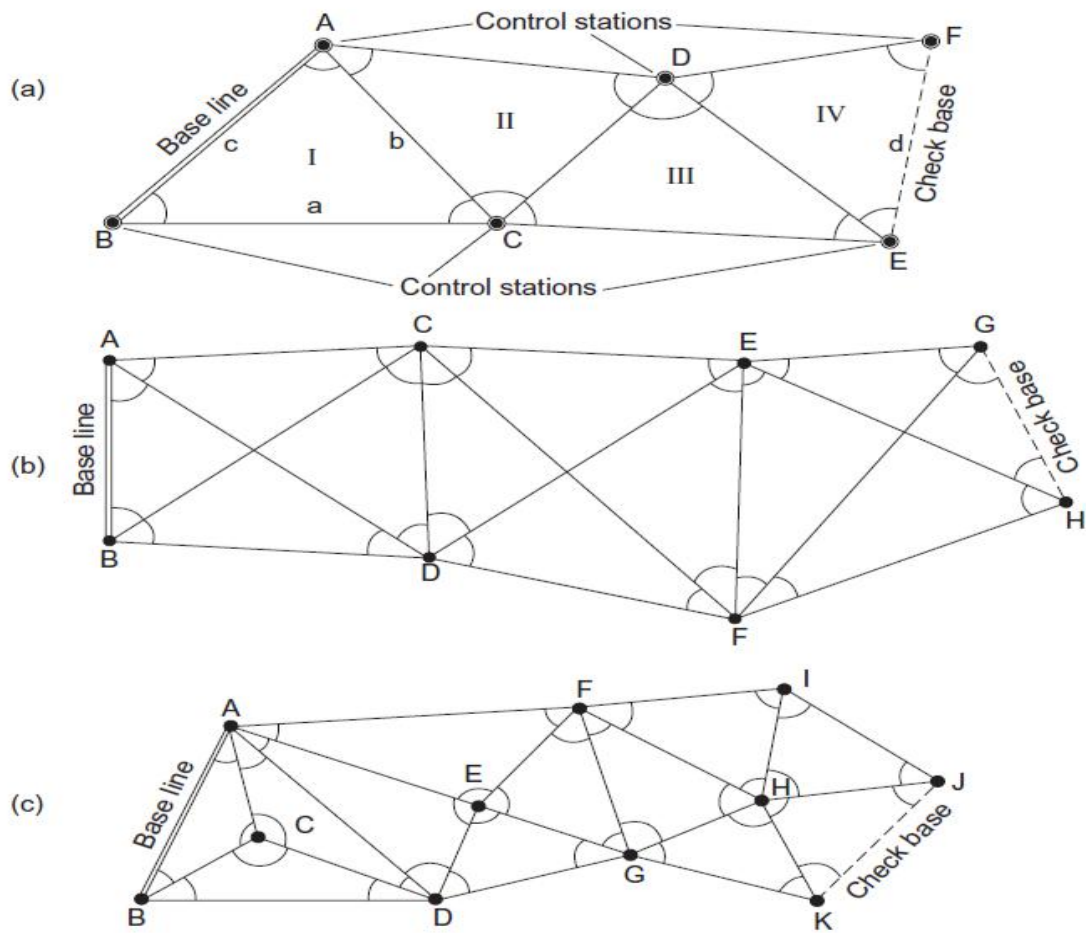 (a)
A
Control stations
F
D
Base line
c
I
b
II
IV
d
Check base
III
a
B
C
E
Control stations
(b)
A
C
E
G
Base line
Check base
B
D
F
H
(c)
A
F
I
Base line
E
H
J
C
Check base
B
D
G
K